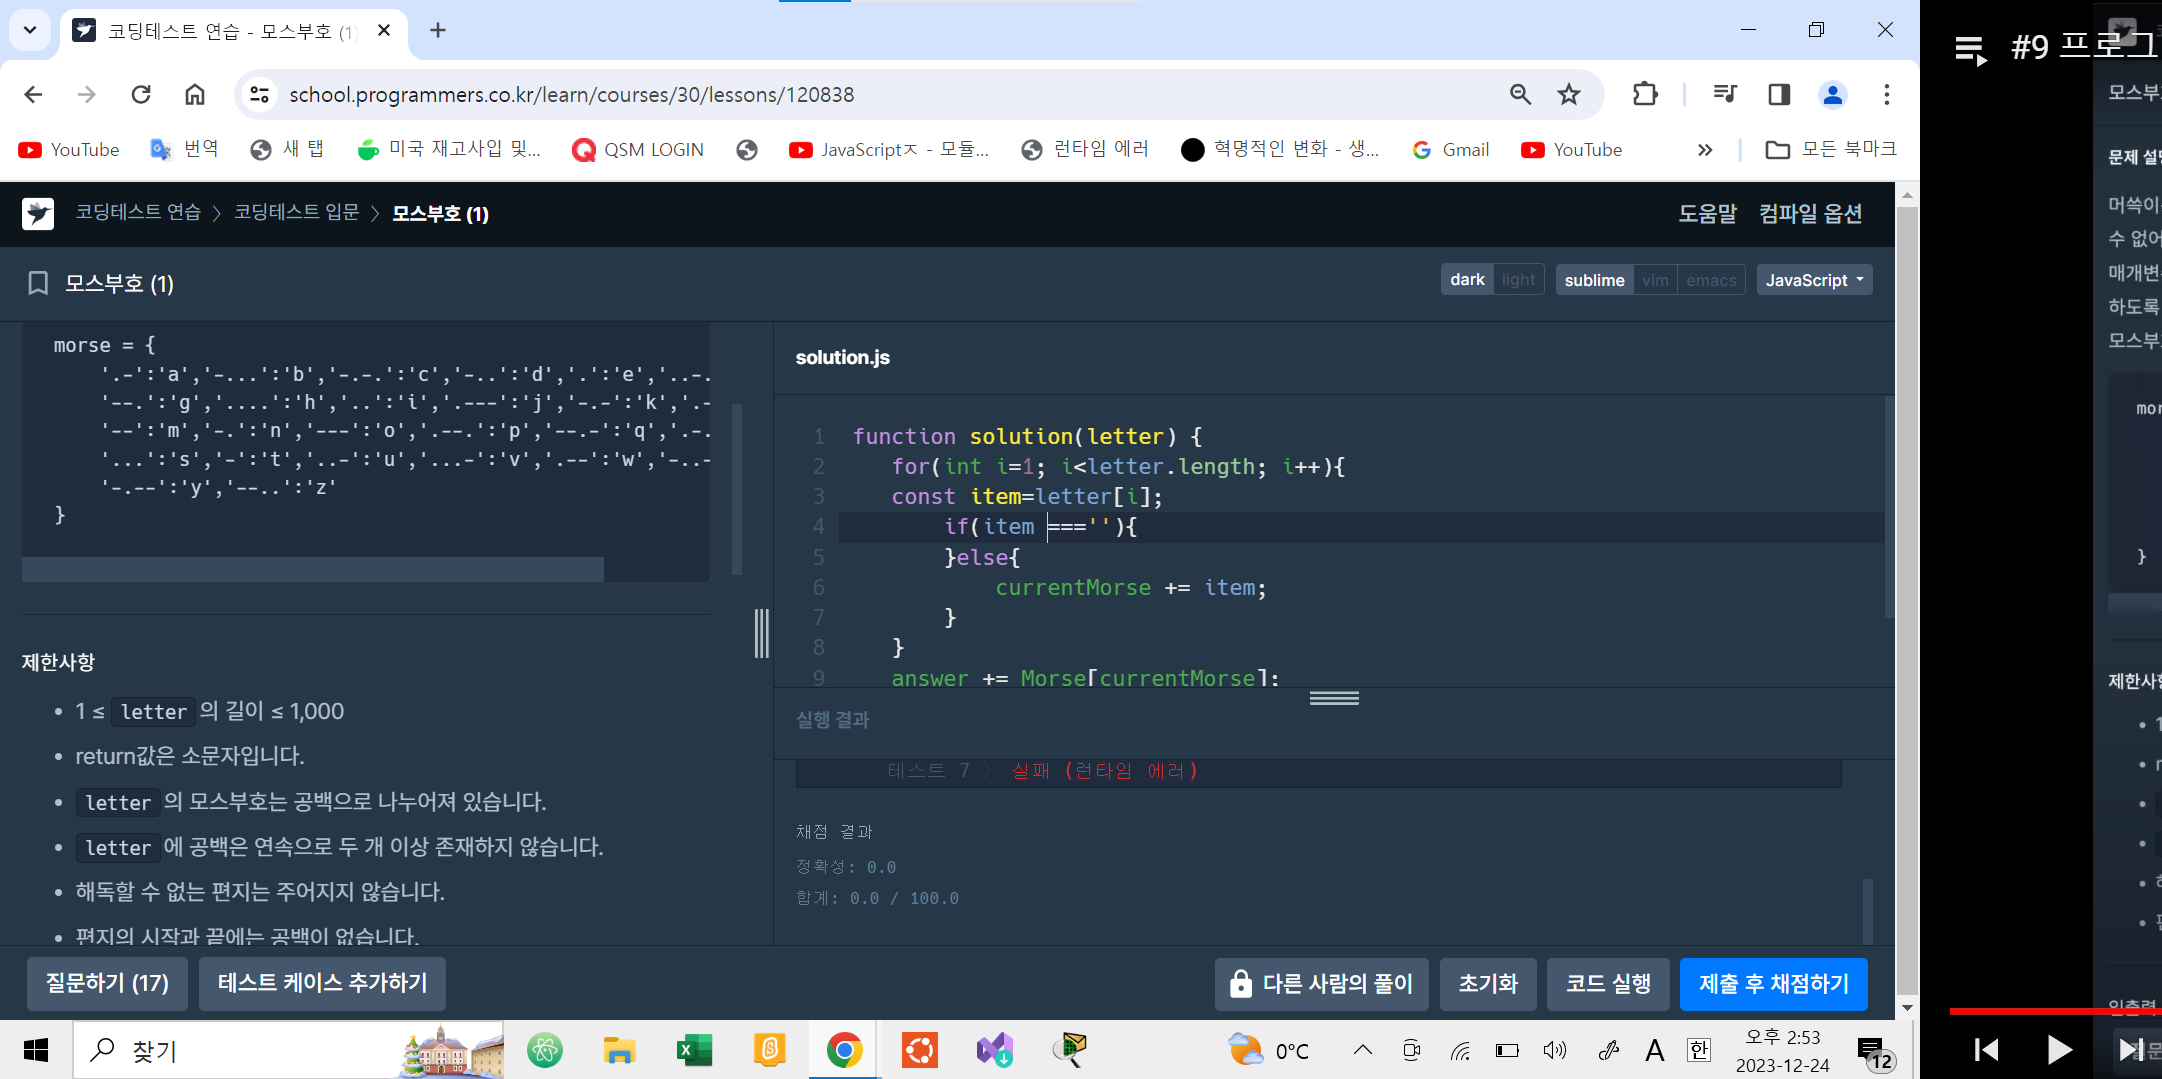 코딩테스트 연습 - 모스부호 (1)
school.programmers.co.kr/learn/courses/30/lessons/120838
YouTube 번역 새 탭 미국 재고사입 및... QSM LOGIN JavaScriptㅈ - 모듈... 런타임 에러 혁명적인 변화 - 생... Gmail YouTube » 모든 북마크
코딩테스트 연습 > 코딩테스트 입문 > 모스부호 (1)
도움말 컴파일 옵션
모스부호 (1)
dark light sublime vim emacs JavaScript
morse = {
'.-':'a','-...':'b','-.-.':'c','-..':'d','.':'e','..-.
'--.':'g','....':'h','..':'i','.---':'j','-.-':'k','.-
'--':'m','-.':'n','---':'o','.--.':'p','--.-':'q','.-.
'...':'s','-':'t','..-':'u','...-':'v','.--':'w','-..-
'-.--':'y','--..':'z'
}
제한사항
• 1 ≤ letter 의 길이 ≤ 1,000
• return값은 소문자입니다.
• letter 의 모스부호는 공백으로 나누어져 있습니다.
• letter 에 공백은 연속으로 두 개 이상 존재하지 않습니다.
• 해독할 수 없는 편지는 주어지지 않습니다.
• 편지의 시작과 끝에는 공백이 없습니다.
solution.js
1 function solution(letter) {
2 for(int i=1; i<letter.length; i++){
3 const item=letter[i];
4 if(item ===''){
5 }else{
6 currentMorse += item;
7 }
8 }
9 answer += Morse[currentMorse];
실행 결과
테스트 7 〉 실패 (런타임 에러)
채점 결과
정확성: 0.0
합계: 0.0 / 100.0
질문하기 (17) 테스트 케이스 추가하기
다른 사람의 풀이 초기화 코드 실행 제출 후 채점하기
찾기
0°C
A 한
오후 2:53
2023-12-24
12
#9 프로그
모스부
문제 설명
머쓱이
수 없어
매개변
하도록
모스부
mor
}
제한사항